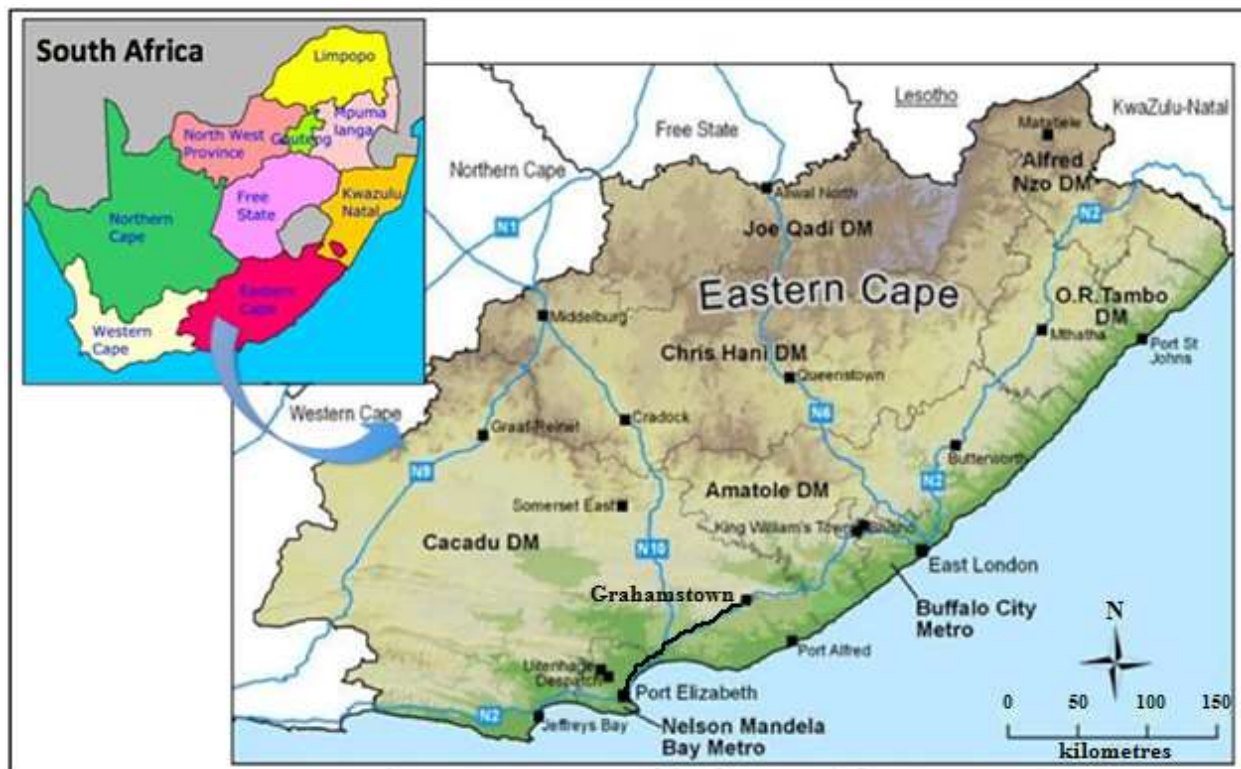 South Africa
Limpopo
Mpuma
langa
North West
Province
Gauteng
Free
State
Kwazulu
Natal
Northern
Cape
Eastern
Cape
Western
Cape
Lesotho
KwaZulu-Natal
Free State
Northern Cape
Western Cape
Matatiele
Alfred
Nzo DM
Aliwal North
N2
N1
Joe Qadi DM
Eastern Cape
O.R.Tambo
DM
Middelburg
Mthatha
Port St
Johns
Chris Hani DM
Queenstown
Cradock
N6
Graaf-Reinet
Butterworth
N9
N2
Amatole DM
Somerset East
King William's Town
Bhisho
Cacadu DM
N10
East London
Grahamstown
Buffalo City
Metro
N
Port Alfred
Uitenhage
Despatch
Port Elizabeth
N2
Jeffreys Bay
Nelson Mandela
Bay Metro
0 50 100 150
kilometres